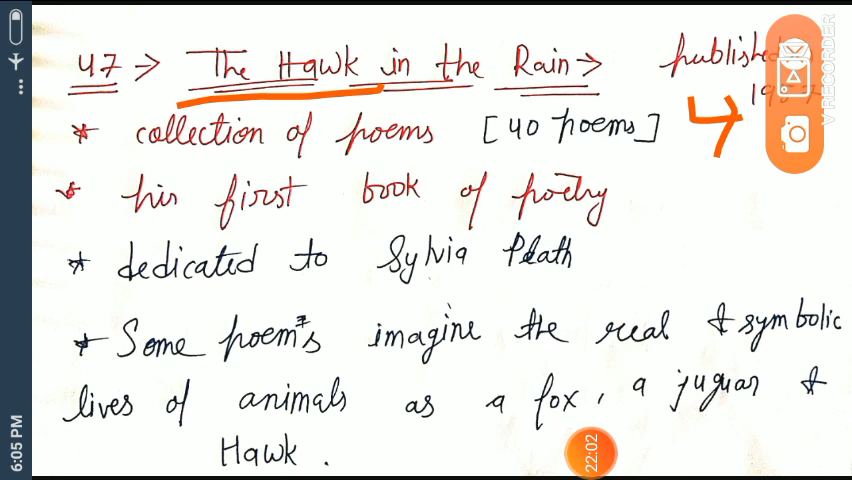 47 → The Hawk in the Rain → published
* collection of poems [40 poems]
* his first book of poetry
* dedicated to Sylvia Plath
* Some poem's imagine the real & symbolic
lives of animals as a fox, a juguar &
Hawk.
6:05 PM
22:02
V RECORDER